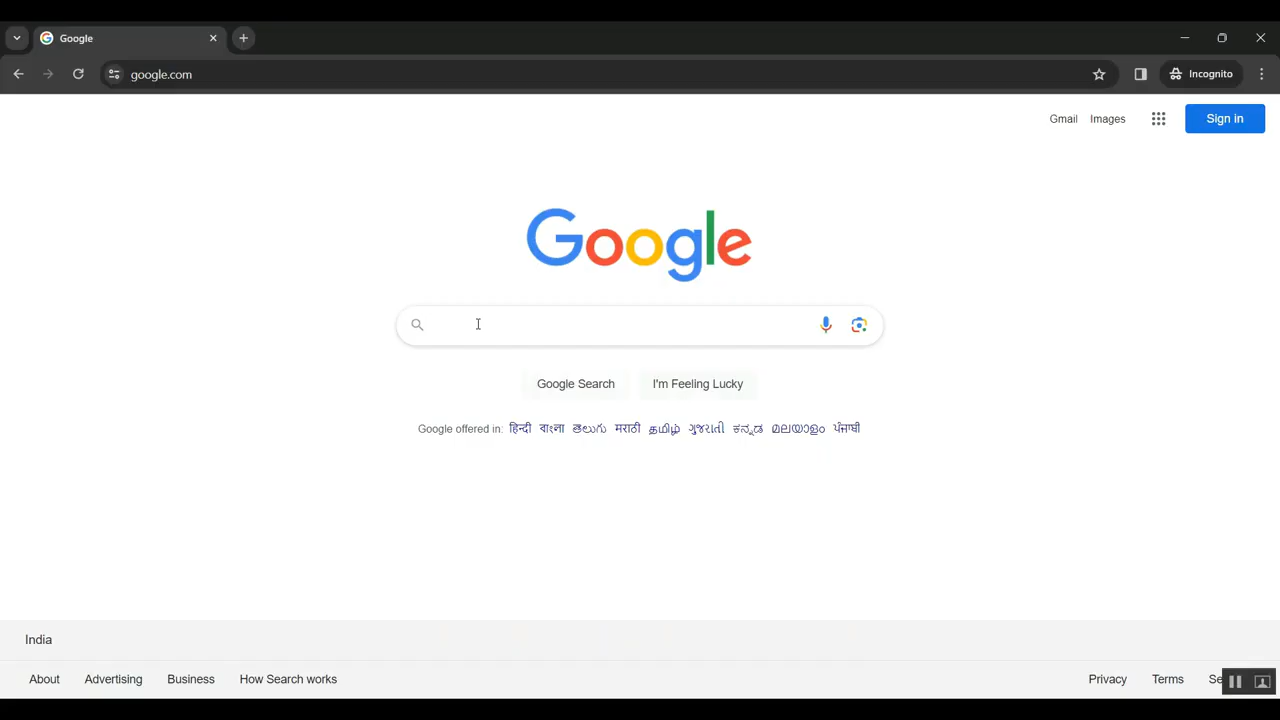 Google
google.com
Incognito
Gmail Images Sign in
Google
Google Search I'm Feeling Lucky
Google offered in: हिन्दी বাংলা తెలుగు मराठी தமிழ் ગુજરાતી ಕನ್ನಡ മലയാളം ਪੰਜਾਬੀ
India
About Advertising Business How Search works Privacy Terms Se